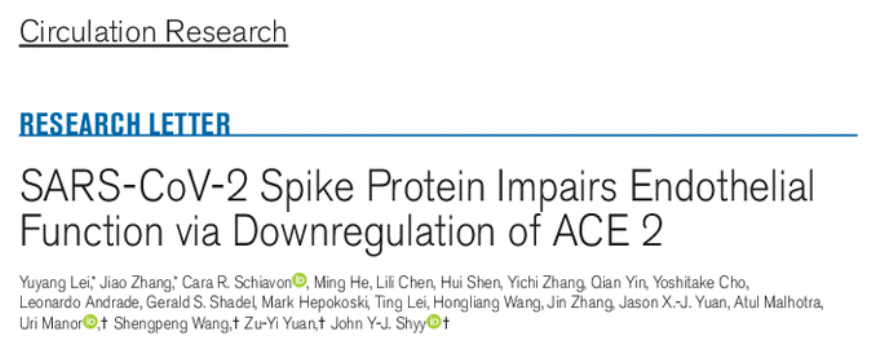 Circulation Research
RESEARCH LETTER
SARS-CoV-2 Spike Protein Impairs Endothelial
Function via Downregulation of ACE 2
Yuyang Lei,* Jiao Zhang,* Cara R. Schiavon iD, Ming He, Lili Chen, Hui Shen, Yichi Zhang, Qian Yin, Yoshitake Cho,
Leonardo Andrade, Gerald S. Shadel, Mark Hepokoski, Ting Lei, Hongliang Wang, Jin Zhang, Jason X.-J. Yuan, Atul Malhotra,
Uri Manor iD,† Shengpeng Wang,† Zu-Yi Yuan,† John Y-J. Shyy iD†